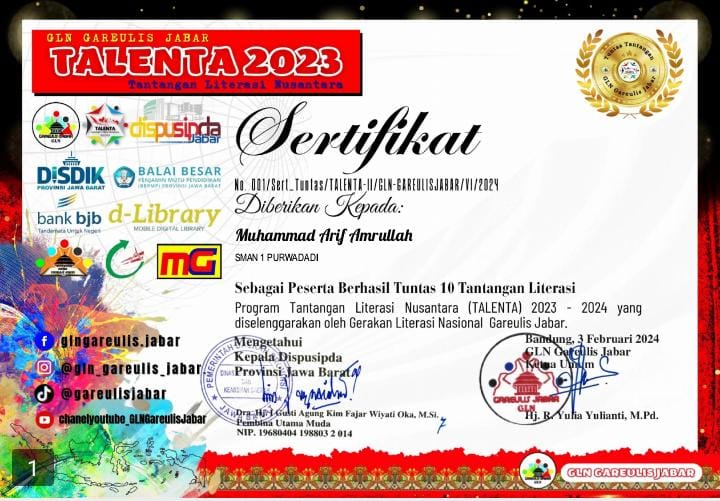 GLN GAREULIS JABAR
TALENTA 2023
Tantangan Literasi Nusantara
Tuntas Tantangan
GLN Gareulis Jabar
GAREULIS JABAR
GLN
TALENTA
dispusipda
Jabar
DISDIK
PROVINSI JAWA BARAT
BALAI BESAR
PENJAMIN MUTU PENDIDIKAN
(BBPMP) PROVINSI JAWA BARAT
bank bjb
Tandamata Untuk Negeri
d-Library
MOBILE DIGITAL LIBRARY
mG
Sertifikat
No. 001/Sert_Tuntas/TALENTA-II/GLN-GAREULISJABAR/VI/2024
Diberikan Kepada:
Muhammad Arif Amrullah
SMAN 1 PURWADADI
Sebagai Peserta Berhasil Tuntas 10 Tantangan Literasi
Program Tantangan Literasi Nusantara (TALENTA) 2023 - 2024 yang
diselenggarakan oleh Gerakan Literasi Nasional Gareulis Jabar.
Mengetahui
Kepala Dispusipda
Provinsi Jawa Barat
Dra. Hj. I Gusti Agung Kim Fajar Wiyati Oka, M.Si.
Pembina Utama Muda
NIP. 19680404 198803 2 014
Bandung, 3 Februari 2024
GLN Gareulis Jabar
Ketua Umum
GAREULIS JABAR
GLN
Hj. R. Yulia Yulianti, M.Pd.
glngareulis.jabar
@gln_gareulis_jabar
@gareulisjabar
chanelyoutube_GLNGareulisJabar
1
GLN GAREULISJABAR